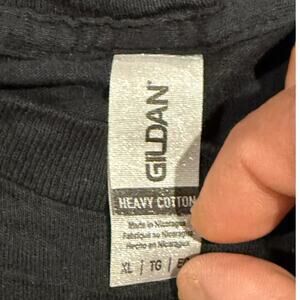 GILDAN
HEAVY COTTON
Made in Nicaragua
Fabriqué au Nicaragua
Hecho en Nicaragua
XL | TG |